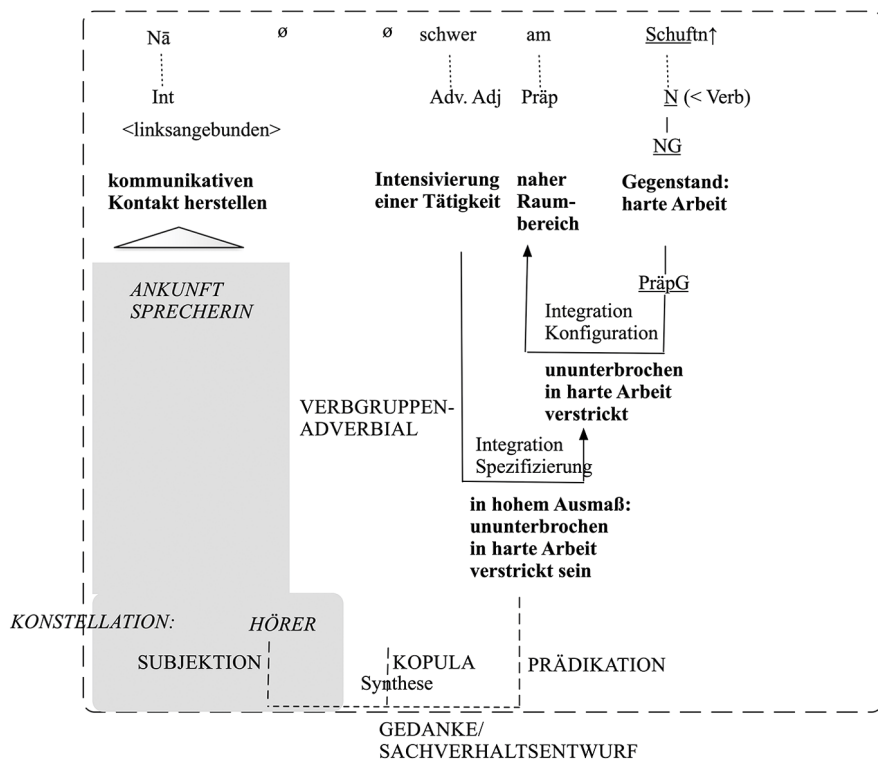 Nā ø ø schwer am Schuftn↑
Int Adv. Adj Präp N (< Verb)
<linksangebunden>
NG
kommunikativen Intensivierung naher Gegenstand:
Kontakt herstellen einer Tätigkeit Raum- harte Arbeit
bereich
ANKUNFT PräpG
SPRECHERIN
Integration
Konfiguration
ununterbrochen
in harte Arbeit
verstrickt
VERBGRUPPEN-
ADVERBIAL
Integration
Spezifizierung
in hohem Ausmaß:
ununterbrochen
in harte Arbeit
verstrickt sein
KONSTELLATION: HÖRER
SUBJEKTION KOPULA PRÄDIKATION
Synthese
GEDANKE/
SACHVERHALTSENTWURF